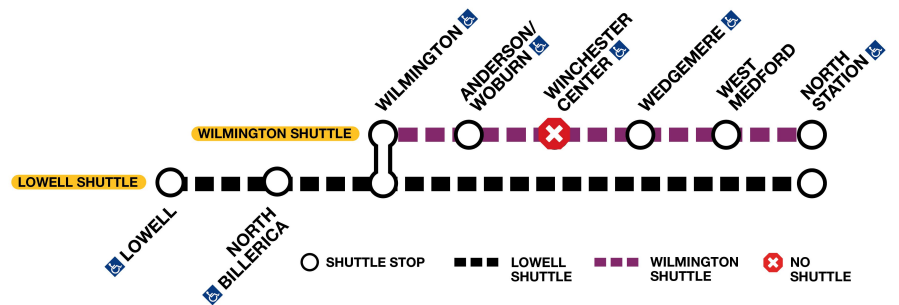 WILMINGTON
ANDERSON/
WOBURN
WINCHESTER
CENTER
WEDGEMERE
WEST
MEDFORD
NORTH
STATION
WILMINGTON SHUTTLE
LOWELL SHUTTLE
LOWELL
NORTH
BILLERICA
SHUTTLE STOP
LOWELL
SHUTTLE
WILMINGTON
SHUTTLE
NO
SHUTTLE